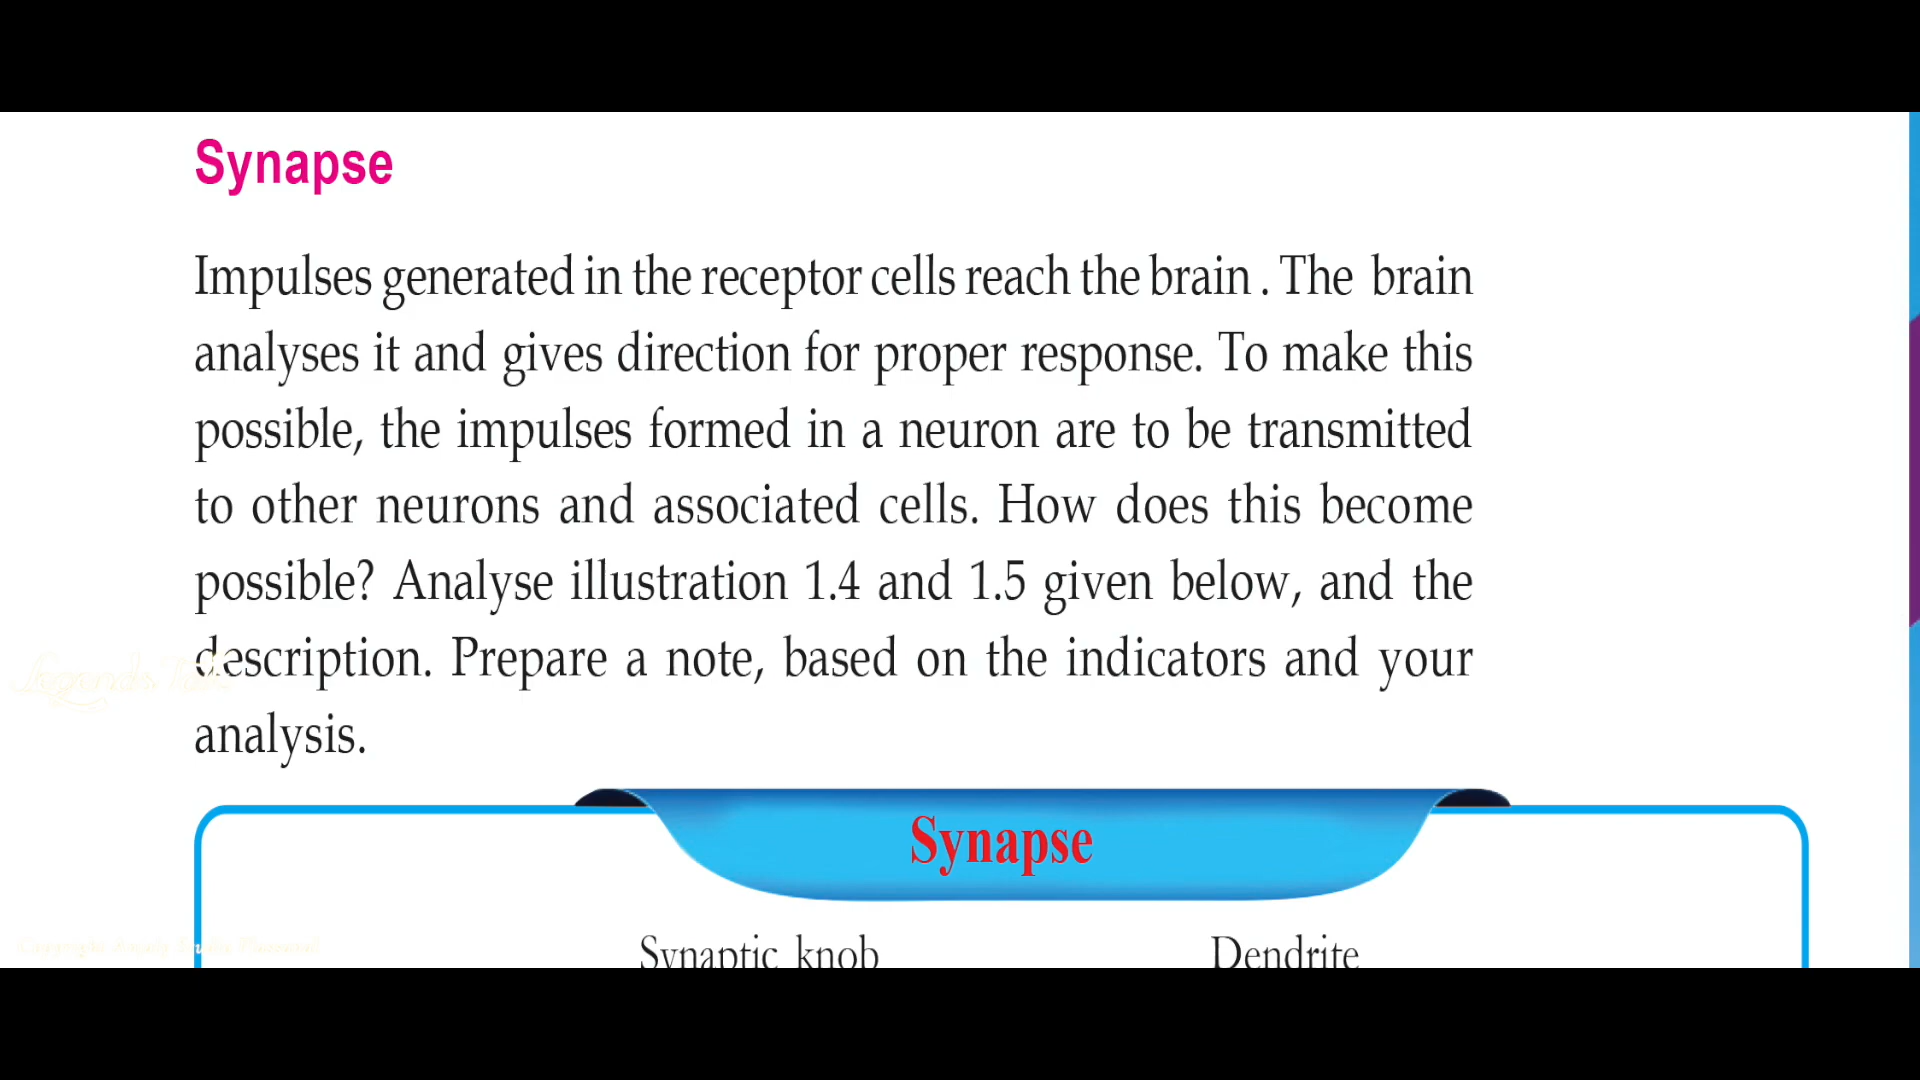 Synapse
Impulses generated in the receptor cells reach the brain . The brain
analyses it and gives direction for proper response. To make this
possible, the impulses formed in a neuron are to be transmitted
to other neurons and associated cells. How does this become
possible? Analyse illustration 1.4 and 1.5 given below, and the
description. Prepare a note, based on the indicators and your
analysis.
Legends Talk
Synapse
Synaptic knob Dendrite